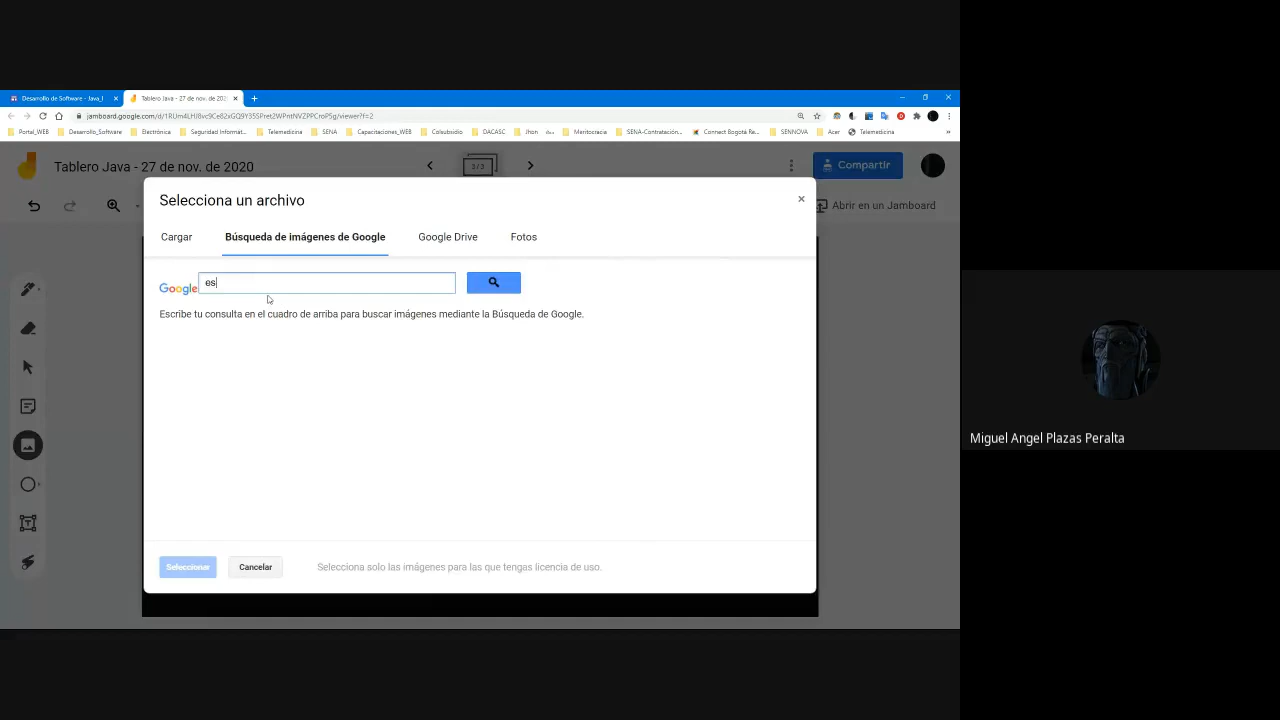 Desarrollo de Software - Java_I
Tablero Java - 27 de nov. de 202
jamboard.google.com/d/1RUm4LHJ8vc9Ce82xGQ9Y355Pret2WPntNVZPPCroP5g/viewer?f=2
Portal_WEB
Desarrollo_Software
Electrónica
Seguridad Informát...
Telemedicina
SENA
Capacitaciones_WEB
Colsubsidio
DACASC
Jhon
Meritocracia
SENA-Contratación...
Connect Bogotá Re...
SENNOVA
Acer
Telemedicina
Tablero Java - 27 de nov. de 2020
3/3
Compartir
Abrir en un Jamboard
Selecciona un archivo
Cargar
Búsqueda de imágenes de Google
Google Drive
Fotos
Google
es
Escribe tu consulta en el cuadro de arriba para buscar imágenes mediante la Búsqueda de Google.
Seleccionar
Cancelar
Selecciona solo las imágenes para las que tengas licencia de uso.
Miguel Angel Plazas Peralta